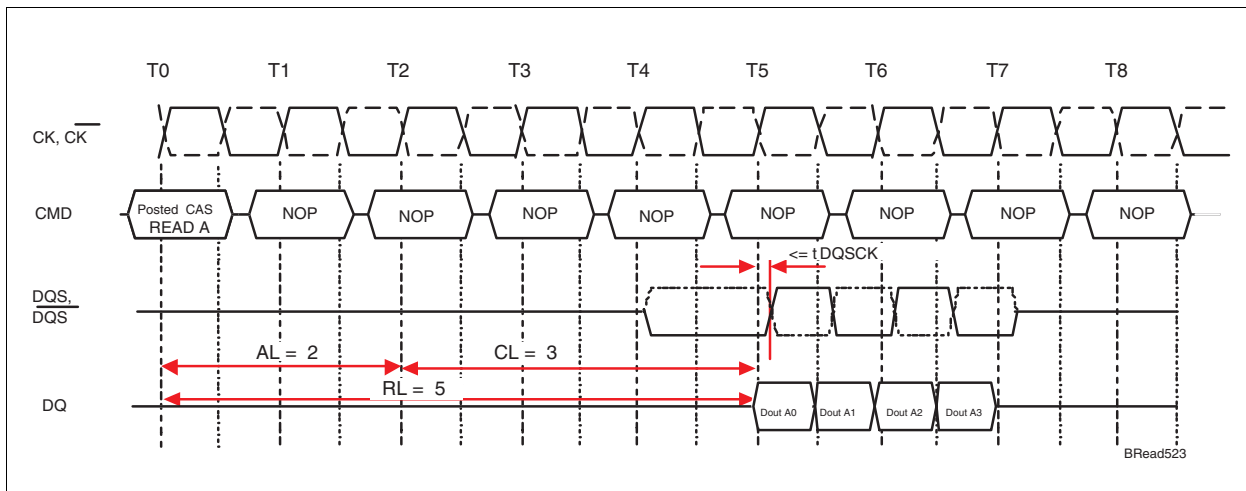 T0 T1 T2 T3 T4 T5 T6 T7 T8
CK, CK
CMD
Posted CAS
READ A
NOP NOP NOP NOP NOP NOP NOP NOP
<= tDQSCK
DQS,
DQS
AL = 2 CL = 3
RL = 5
DQ
Dout A0 Dout A1 Dout A2 Dout A3
BRead523